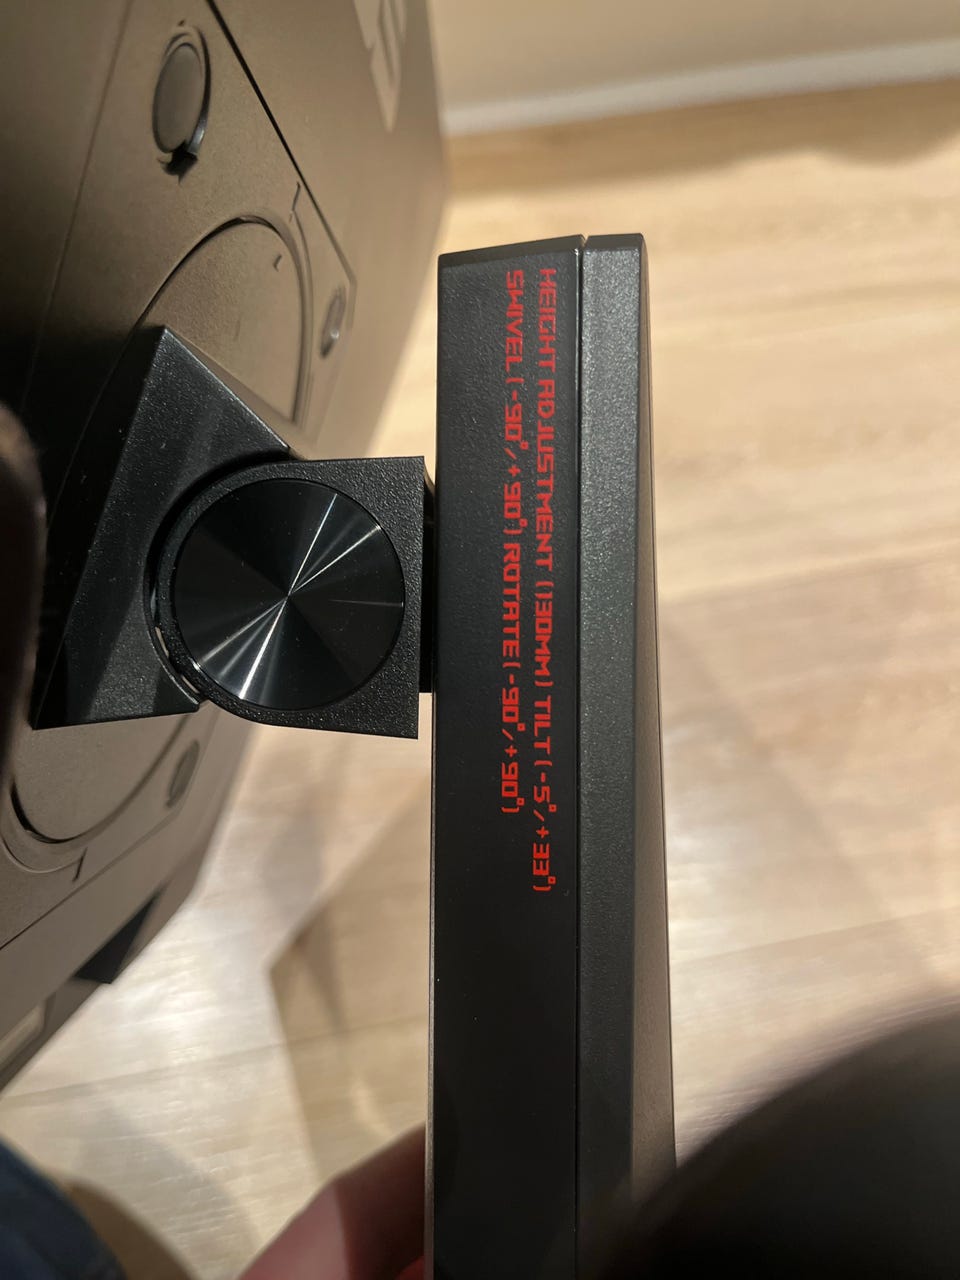 HEIGHT ADJUSTMENT (130MM) TILT (-5°/+33°)
SWIVEL (-90°/+90°) ROTATE (-90°/+90°)